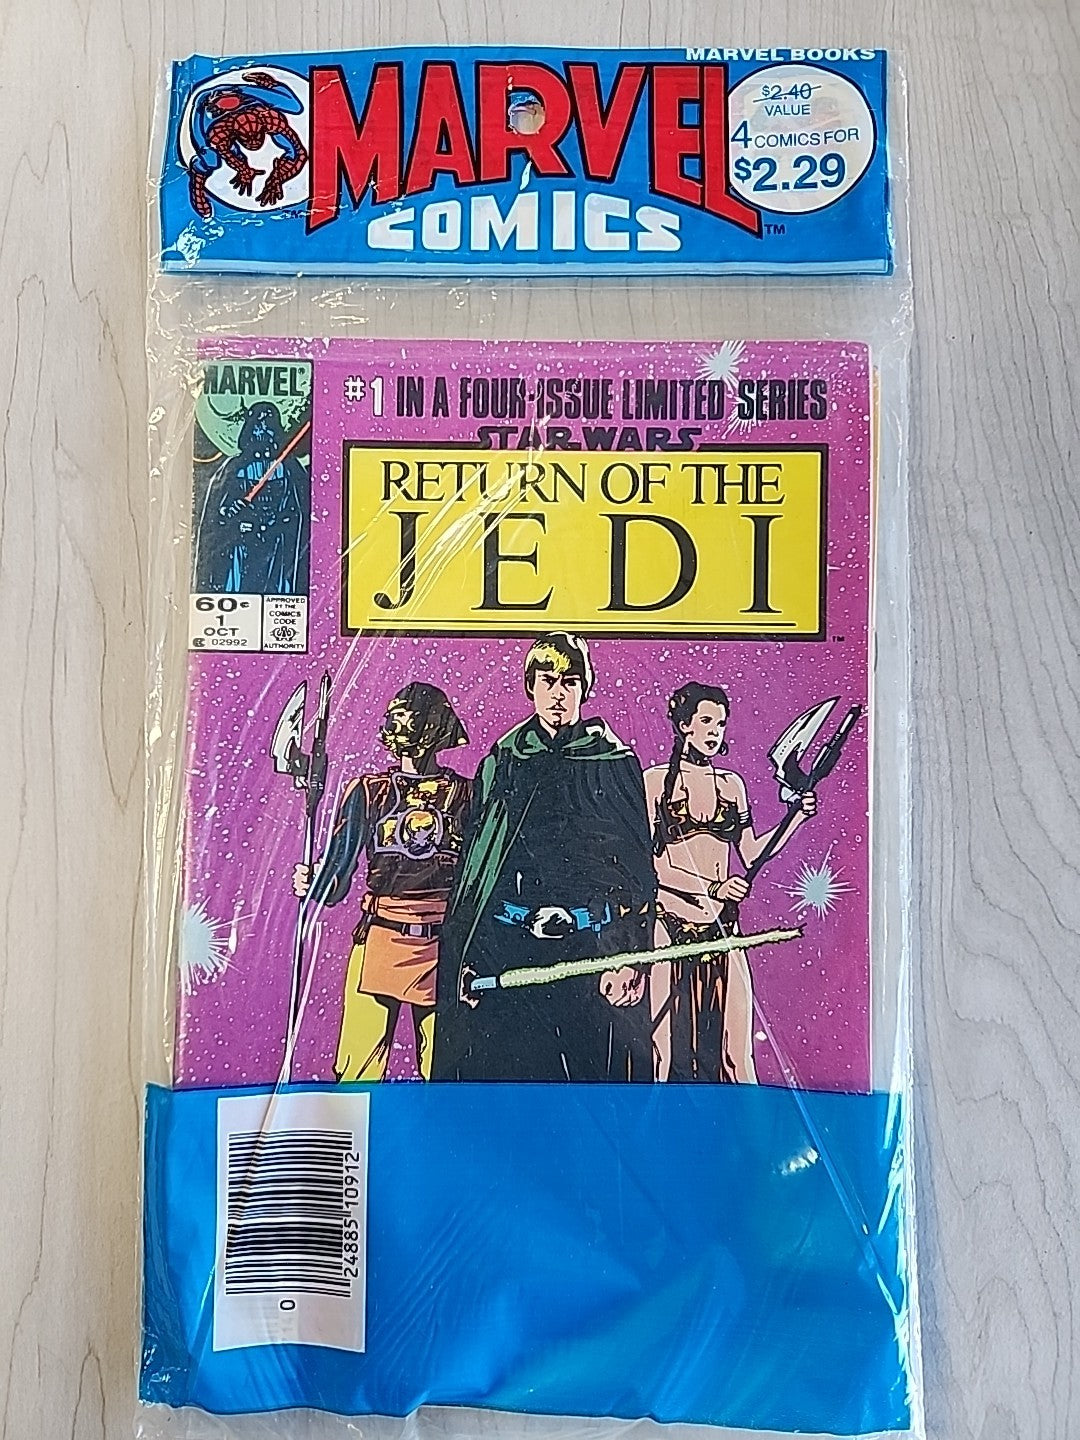 MARVEL BOOKS
MARVEL
COMICS
TM
$2.40
VALUE
4 COMICS FOR
$2.29
MARVEL
#1 IN A FOUR-ISSUE LIMITED SERIES
STAR WARS
RETURN OF THE
JEDI
TM
60¢
1
OCT
02992
APPROVED
BY THE
COMICS
CODE
CA
AUTHORITY
24885 10912
0